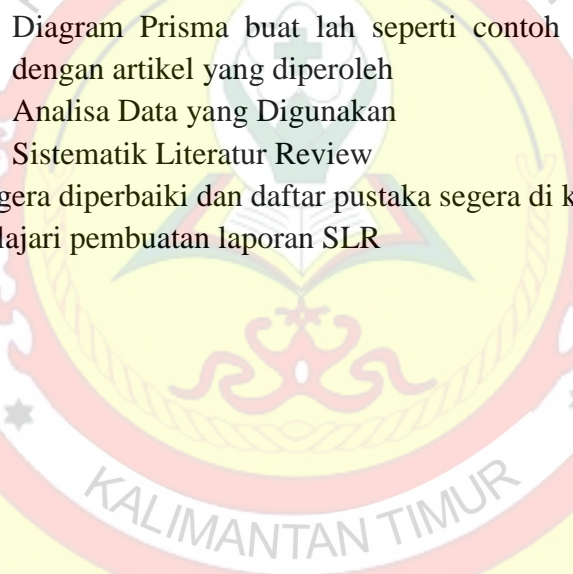 Diagram Prisma buat lah seperti contoh
dengan artikel yang diperoleh
Analisa Data yang Digunakan
Sistematik Literatur Review
gera diperbaiki dan daftar pustaka segera di k
lajari pembuatan laporan SLR
KALIMANTAN TIMUR